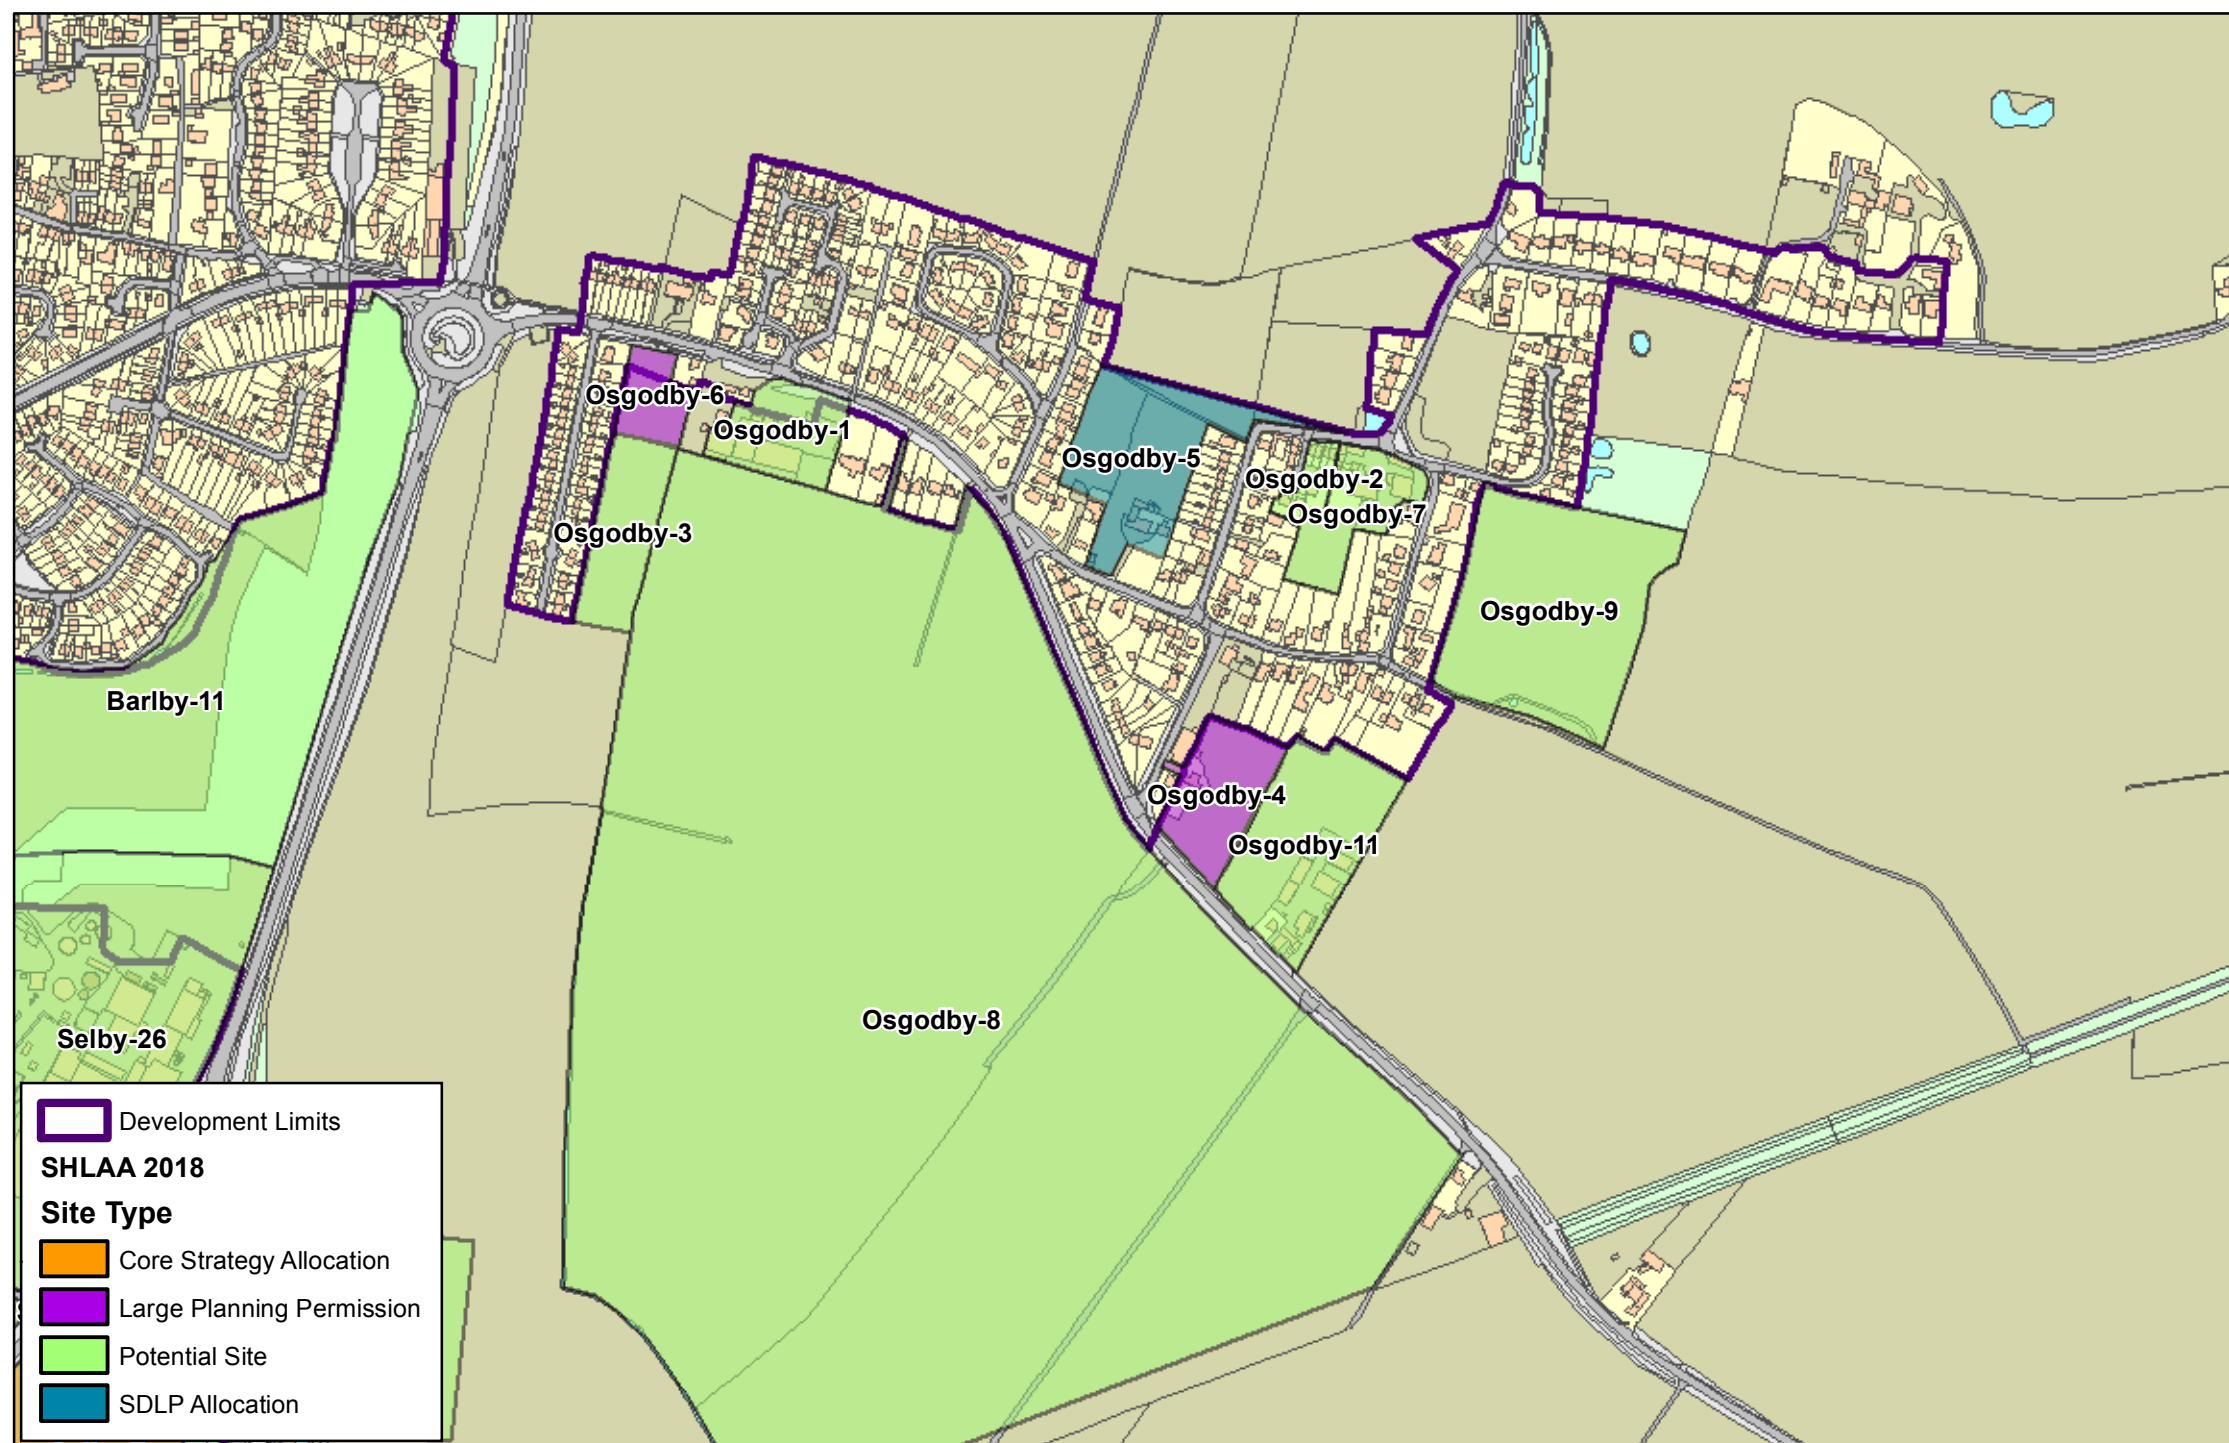 Osgodby-6
Osgodby-1
Osgodby-5
Osgodby-2
Osgodby-7
Osgodby-3
Osgodby-9
Barlby-11
Osgodby-4
Osgodby-11
Osgodby-8
Selby-26
Development Limits
SHLAA 2018
Site Type
Core Strategy Allocation
Large Planning Permission
Potential Site
SDLP Allocation